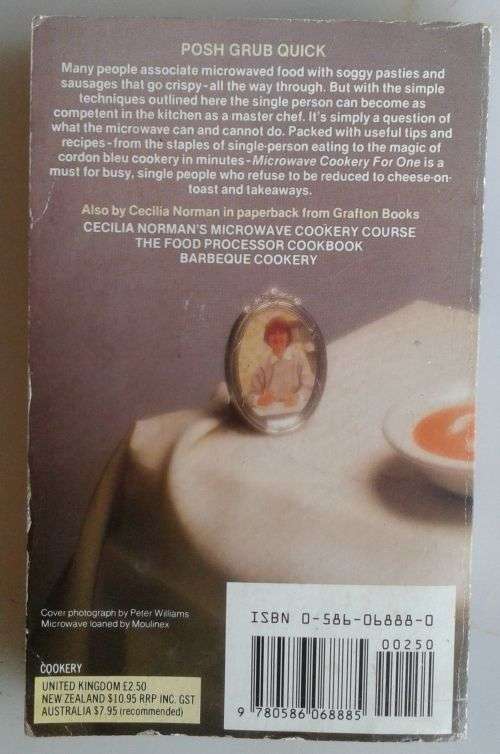 POSH GRUB QUICK
Many people associate microwaved food with soggy pasties and
sausages that go crispy - all the way through. But with the simple
techniques outlined here the single person can become as
competent in the kitchen as a master chef. It's simply a question of
what the microwave can and cannot do. Packed with useful tips and
recipes - from the staples of single-person eating to the magic of
cordon bleu cookery in minutes - Microwave Cookery For One is a
must for busy, single people who refuse to be reduced to cheese-on-
toast and takeaways.
Also by Cecilia Norman in paperback from Grafton Books
CECILIA NORMAN'S MICROWAVE COOKERY COURSE
THE FOOD PROCESSOR COOKBOOK
BARBEQUE COOKERY
Cover photograph by Peter Williams
Microwave loaned by Moulinex
COOKERY
UNITED KINGDOM £2.50
NEW ZEALAND $10.95 RRP INC. GST
AUSTRALIA $7.95 (recommended)
ISBN 0-586-06888-0
00250
9 780586 068885